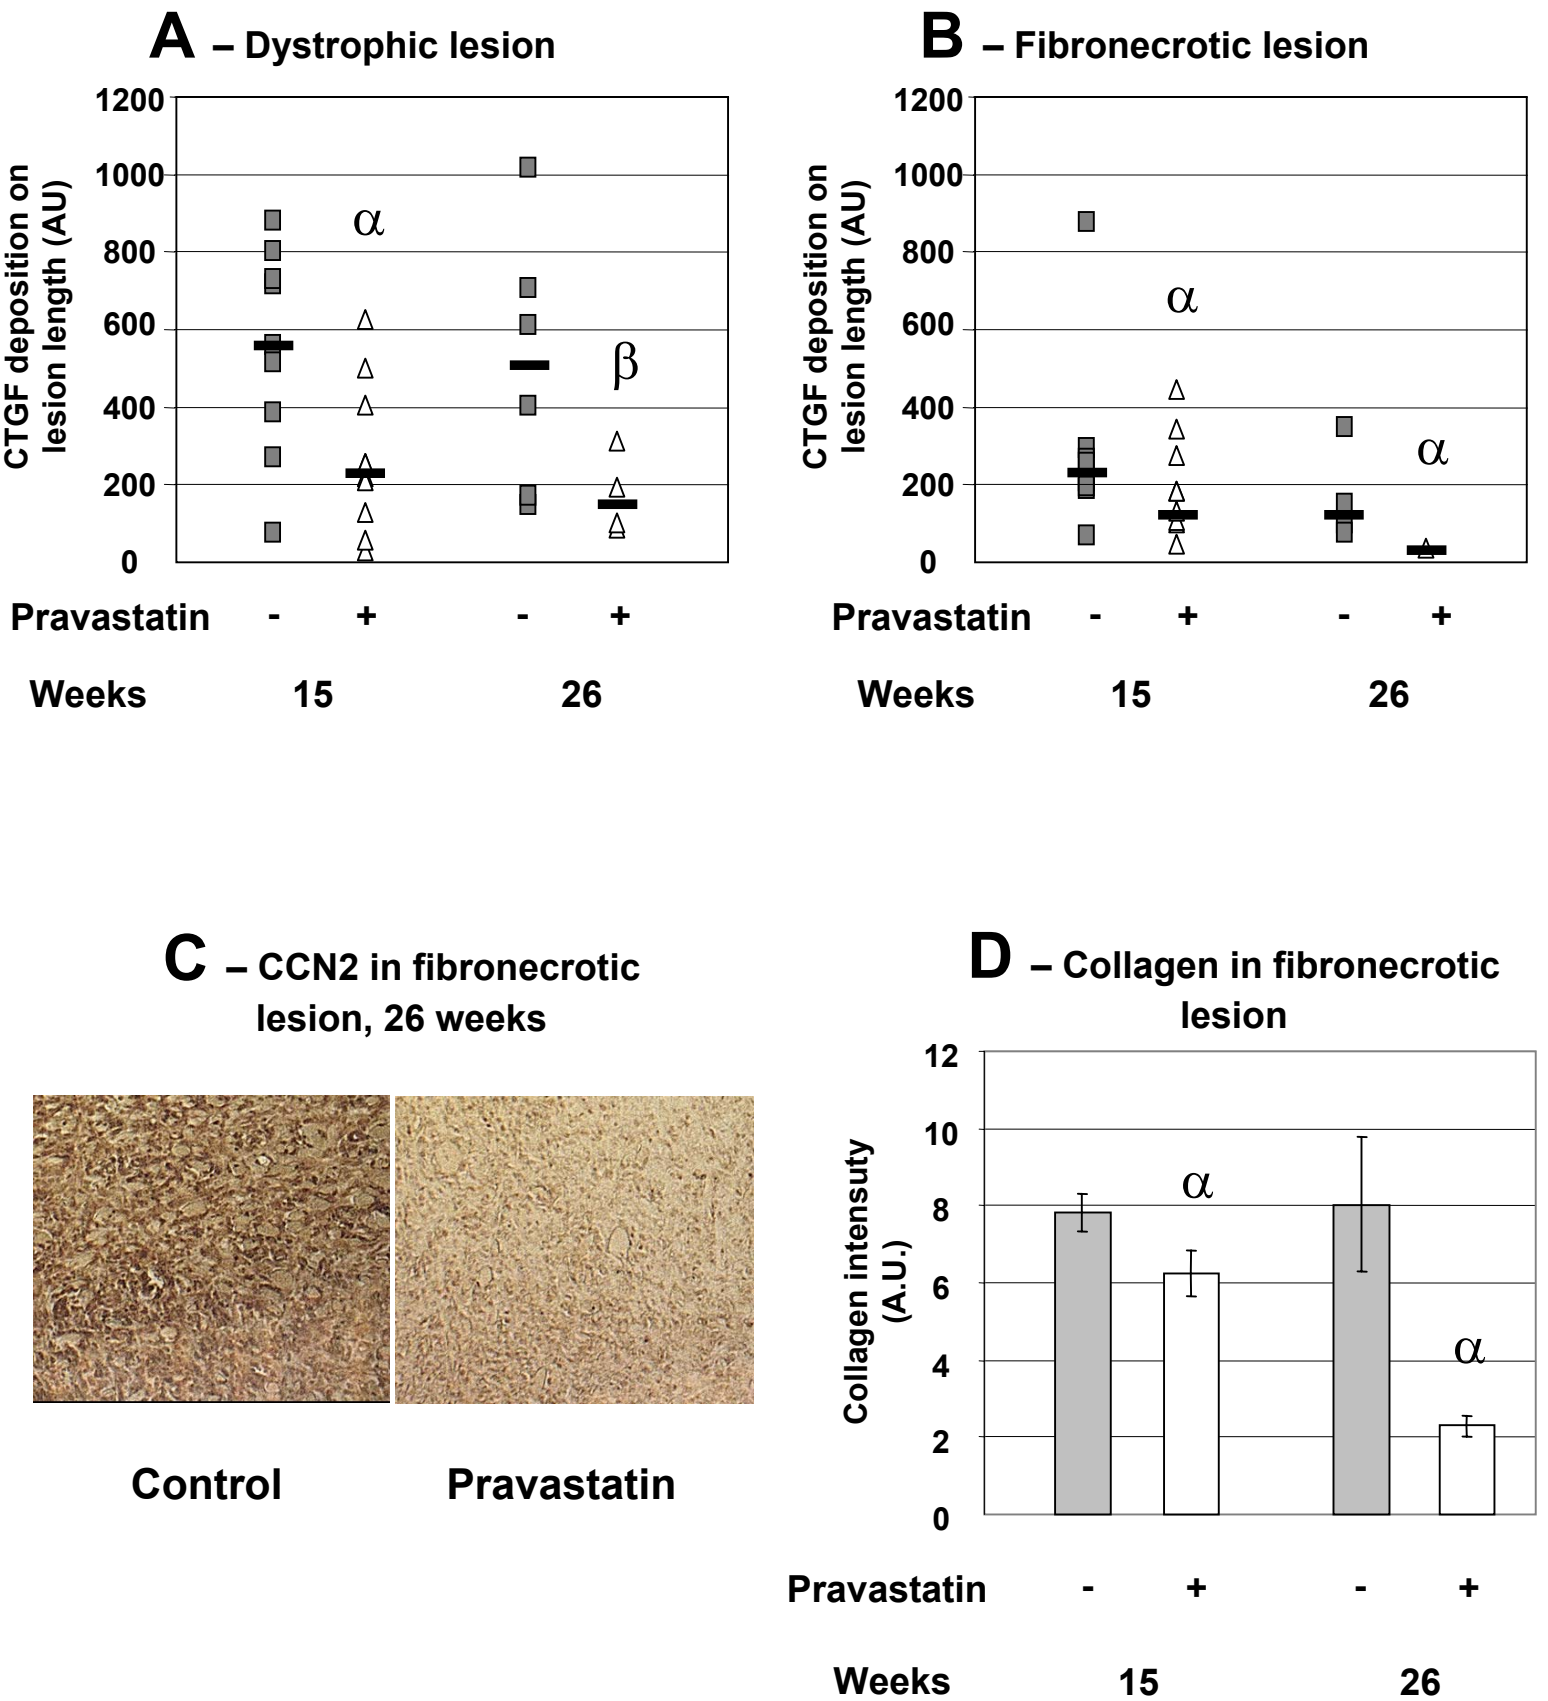 A – Dystrophic lesion
CTGF deposition on
lesion length (AU)
1200
1000
800
600
400
200
0
α
β
Pravastatin - + - +
Weeks 15 26
B – Fibronecrotic lesion
CTGF deposition on
lesion length (AU)
1200
1000
800
600
400
200
0
α
α
Pravastatin - + - +
Weeks 15 26
C – CCN2 in fibronecrotic
lesion, 26 weeks
Control Pravastatin
D – Collagen in fibronecrotic
lesion
Collagen intensuty
(A.U.)
12
10
8
6
4
2
0
α
α
Pravastatin - + - +
Weeks 15 26